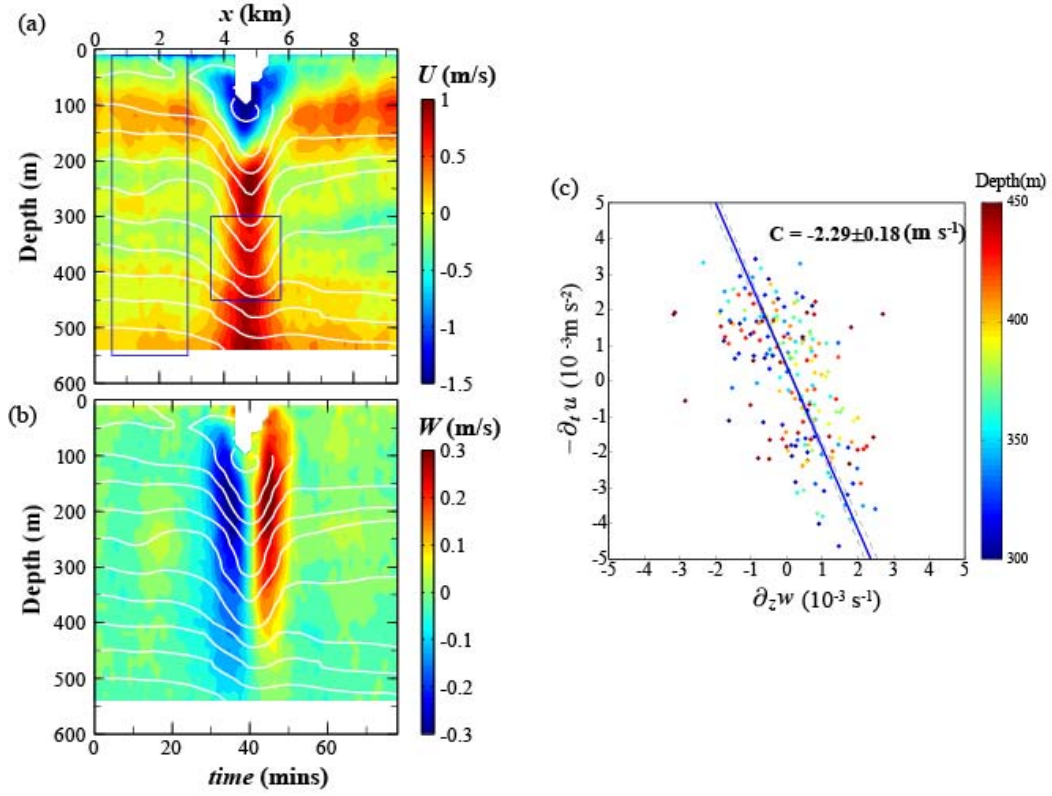 (a)
x (km)
0 2 4 6 8
0
100
200
300
400
500
600
Depth (m)
U (m/s)
1
0.5
0
-0.5
-1
-1.5
(b)
0
100
200
300
400
500
600
Depth (m)
0 20 40 60
time (mins)
W (m/s)
0.3
0.2
0.1
0
-0.1
-0.2
-0.3
(c)
Depth(m)
450
400
350
300
C = -2.29±0.18 (m s-1)
5
4
3
2
1
0
-1
-2
-3
-4
-5
−∂t u (10 -3m s-2)
-5 -4 -3 -2 -1 0 1 2 3 4 5
∂zw (10-3 s-1)